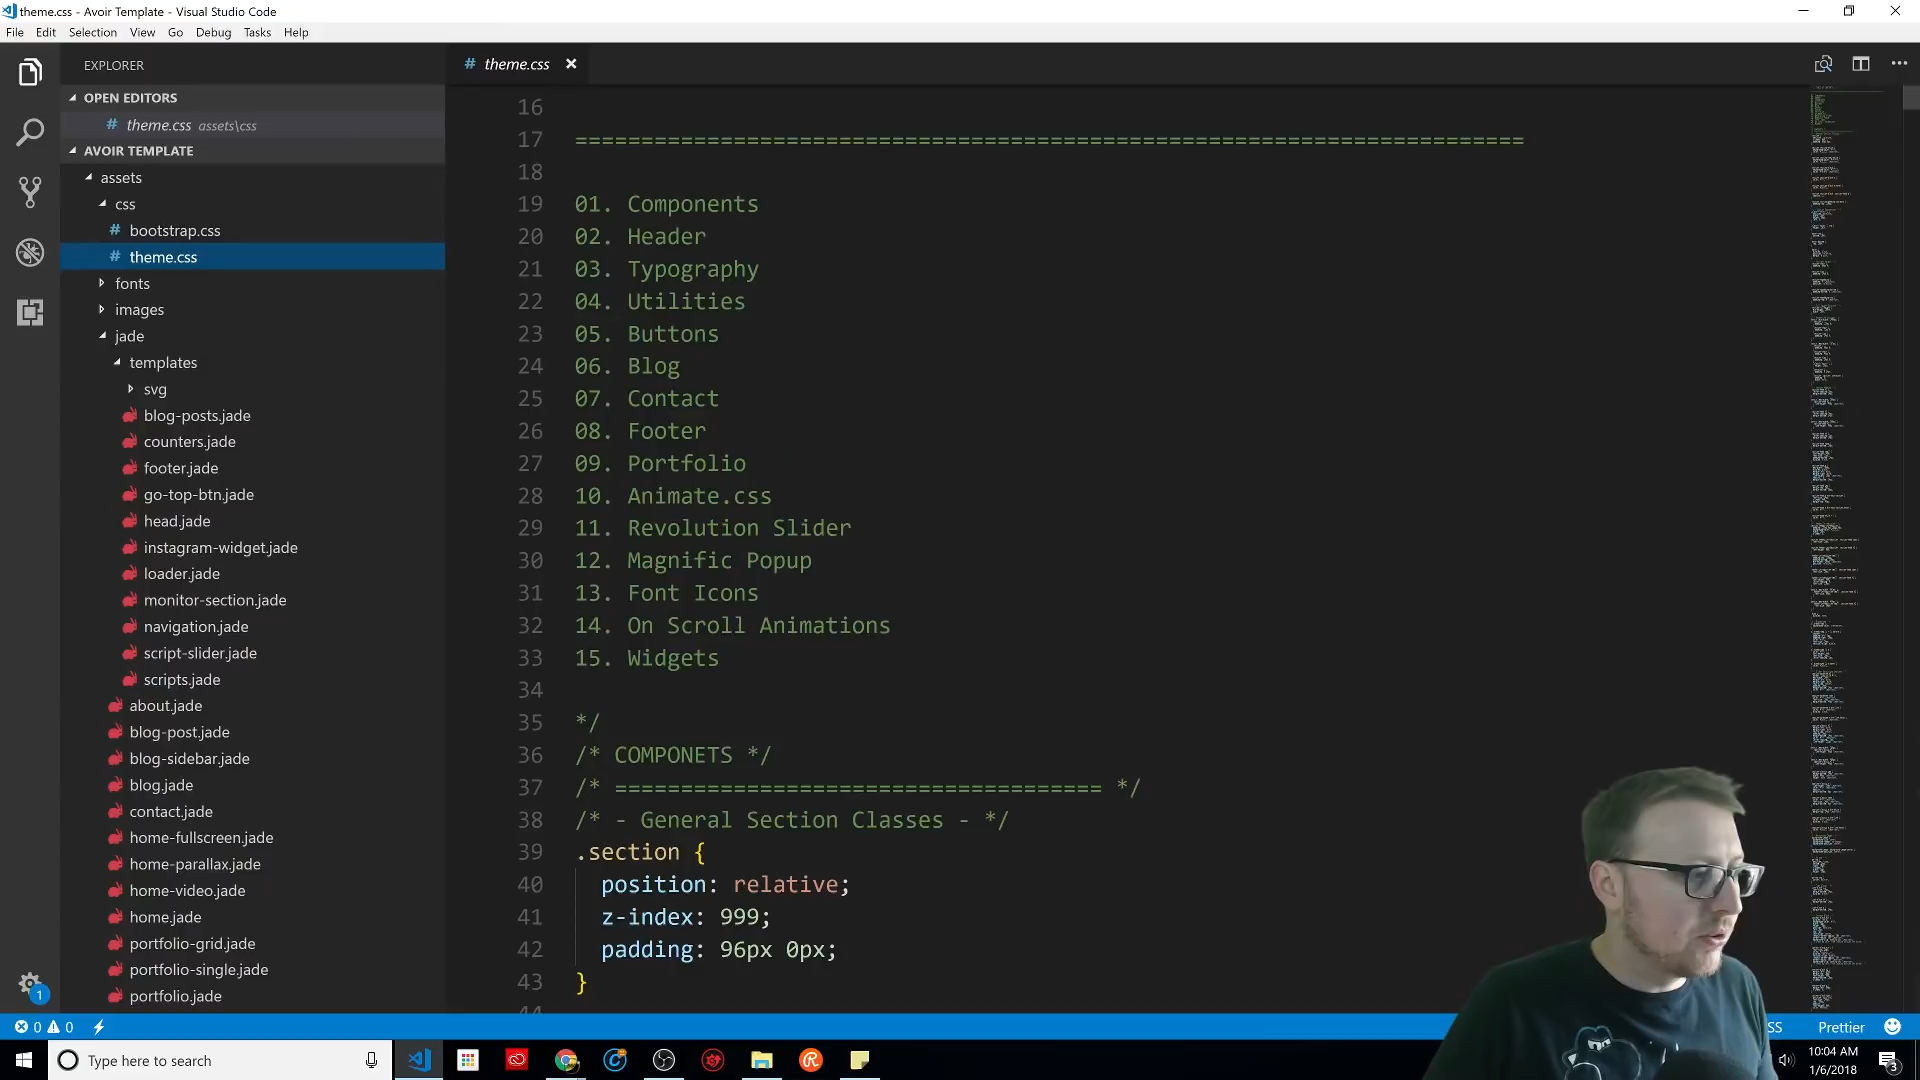 theme.css - Avoir Template - Visual Studio Code
File Edit Selection View Go Debug Tasks Help
EXPLORER
OPEN EDITORS
# theme.css assets\css
AVOIR TEMPLATE
assets
css
# bootstrap.css
# theme.css
fonts
images
jade
templates
svg
blog-posts.jade
counters.jade
footer.jade
go-top-btn.jade
head.jade
instagram-widget.jade
loader.jade
monitor-section.jade
navigation.jade
script-slider.jade
scripts.jade
about.jade
blog-post.jade
blog-sidebar.jade
blog.jade
contact.jade
home-fullscreen.jade
home-parallax.jade
home-video.jade
home.jade
portfolio-grid.jade
portfolio-single.jade
portfolio.jade
1
# theme.css
16
17 ========================================================================
18
19 01. Components
20 02. Header
21 03. Typography
22 04. Utilities
23 05. Buttons
24 06. Blog
25 07. Contact
26 08. Footer
27 09. Portfolio
28 10. Animate.css
29 11. Revolution Slider
30 12. Magnific Popup
31 13. Font Icons
32 14. On Scroll Animations
33 15. Widgets
34
35 */
36 /* COMPONETS */
37 /* ===================================== */
38 /* - General Section Classes - */
39 .section {
40 position: relative;
41 z-index: 999;
42 padding: 96px 0px;
43 }
0 0
SS Prettier
Type here to search
10:04 AM
1/6/2018
3